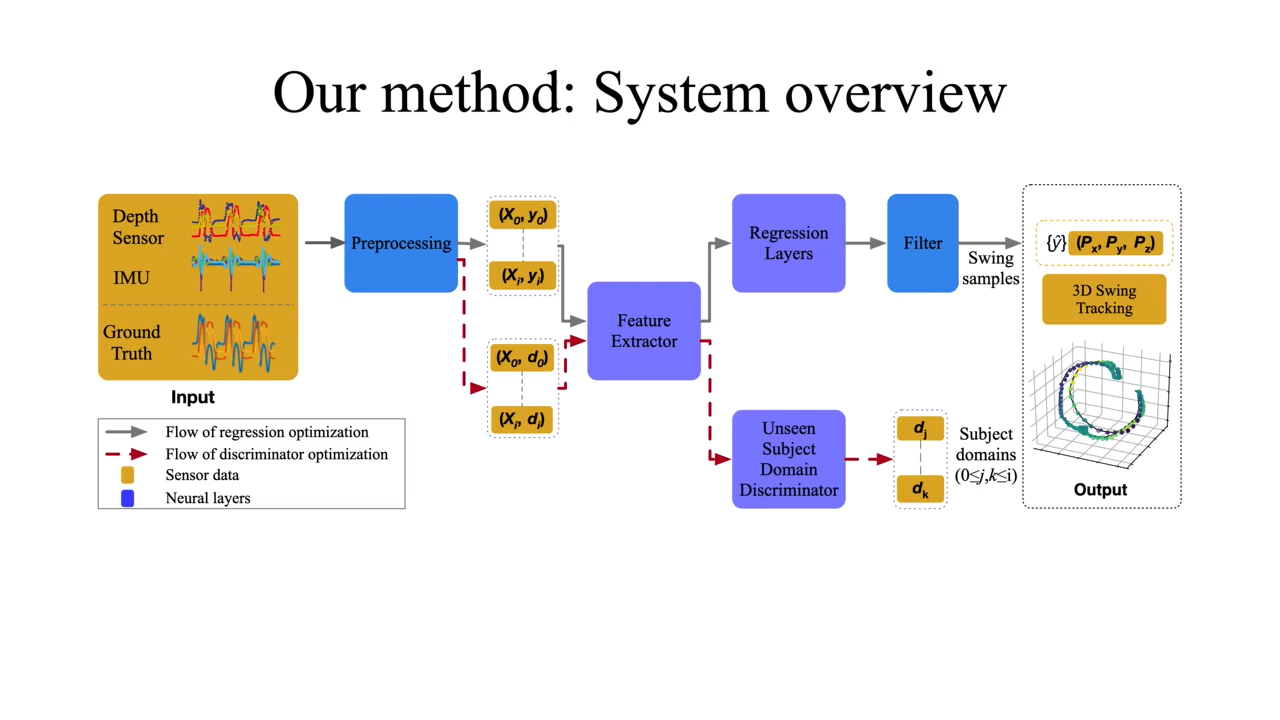 Our method: System overview
Depth
Sensor
IMU
Ground
Truth
Input
Preprocessing
(X0, y0)
(Xi, yi)
(X0, d0)
(Xi, di)
Feature
Extractor
Regression
Layers
Filter
Swing
samples
{ŷ} (Px, Py, Pz)
3D Swing
Tracking
Output
Unseen
Subject
Domain
Discriminator
dj
dk
Subject
domains
(0≤j,k≤i)
Flow of regression optimization
Flow of discriminator optimization
Sensor data
Neural layers